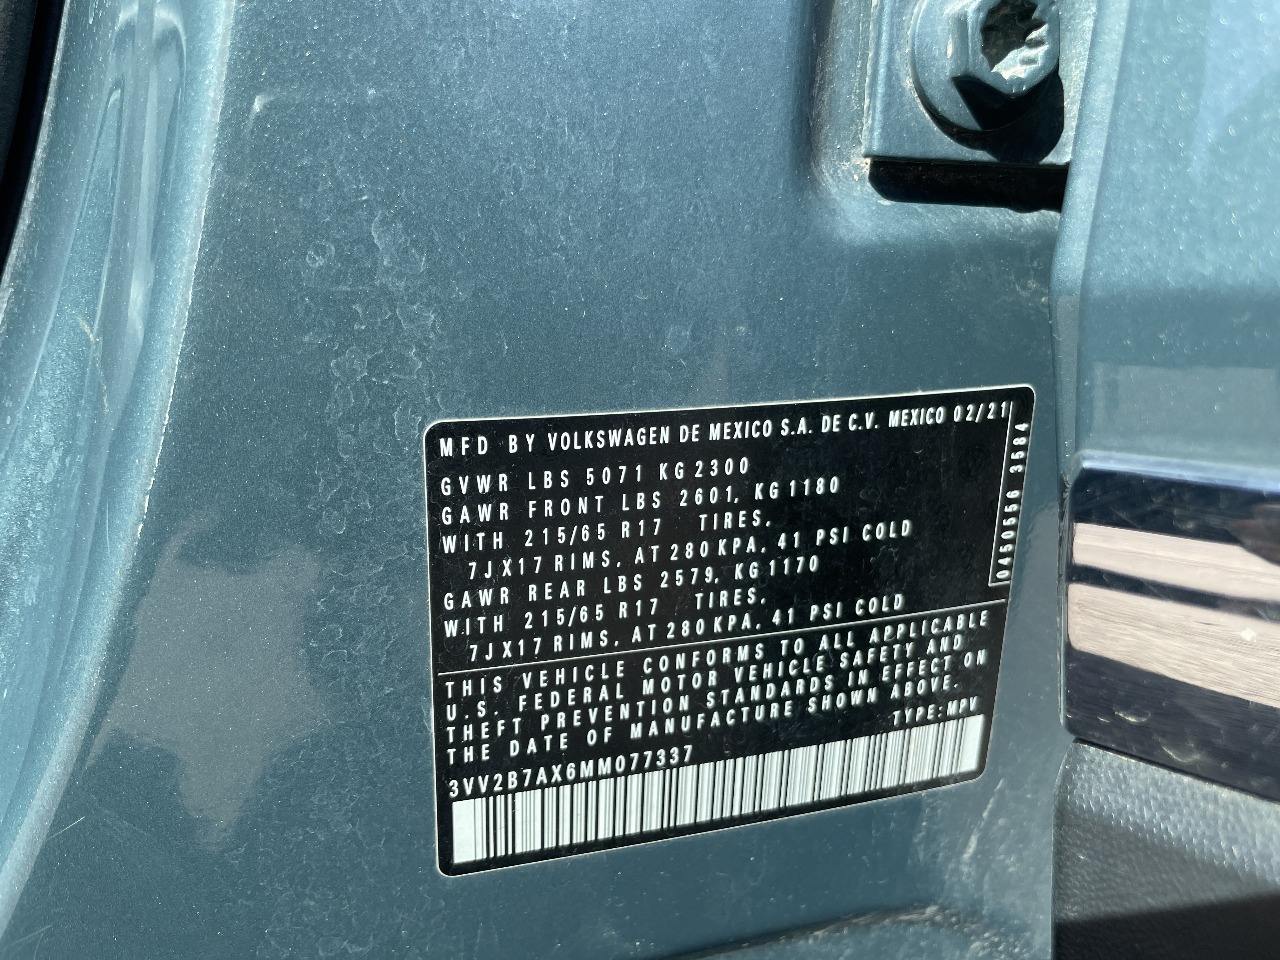 MFD BY VOLKSWAGEN DE MEXICO S.A. DE C.V. MEXICO 02/21
GVWR LBS 5071 KG 2300
GAWR FRONT LBS 2601, KG 1180
WITH 215/65 R17 TIRES,
7JX17 RIMS, AT 280 KPA, 41 PSI COLD
GAWR REAR LBS 2579, KG 1170
WITH 215/65 R17 TIRES,
7JX17 RIMS, AT 280 KPA, 41 PSI COLD
0450556 3584
THIS VEHICLE CONFORMS TO ALL APPLICABLE
U.S. FEDERAL MOTOR VEHICLE SAFETY AND
THEFT PREVENTION STANDARDS IN EFFECT ON
THE DATE OF MANUFACTURE SHOWN ABOVE.
3VV2B7AX6MM077337 TYPE: MPV